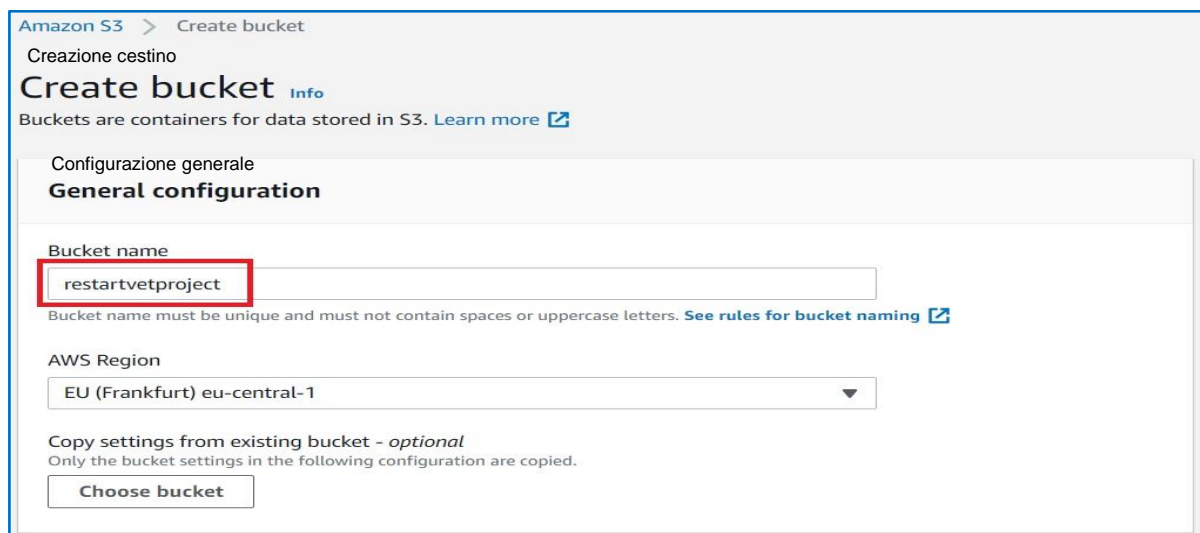 Amazon S3 > Create bucket
Creazione cestino
Create bucket Info
Buckets are containers for data stored in S3. Learn more
Configurazione generale
General configuration
Bucket name
restartvetproject
Bucket name must be unique and must not contain spaces or uppercase letters. See rules for bucket naming
AWS Region
EU (Frankfurt) eu-central-1
Copy settings from existing bucket - optional
Only the bucket settings in the following configuration are copied.
Choose bucket